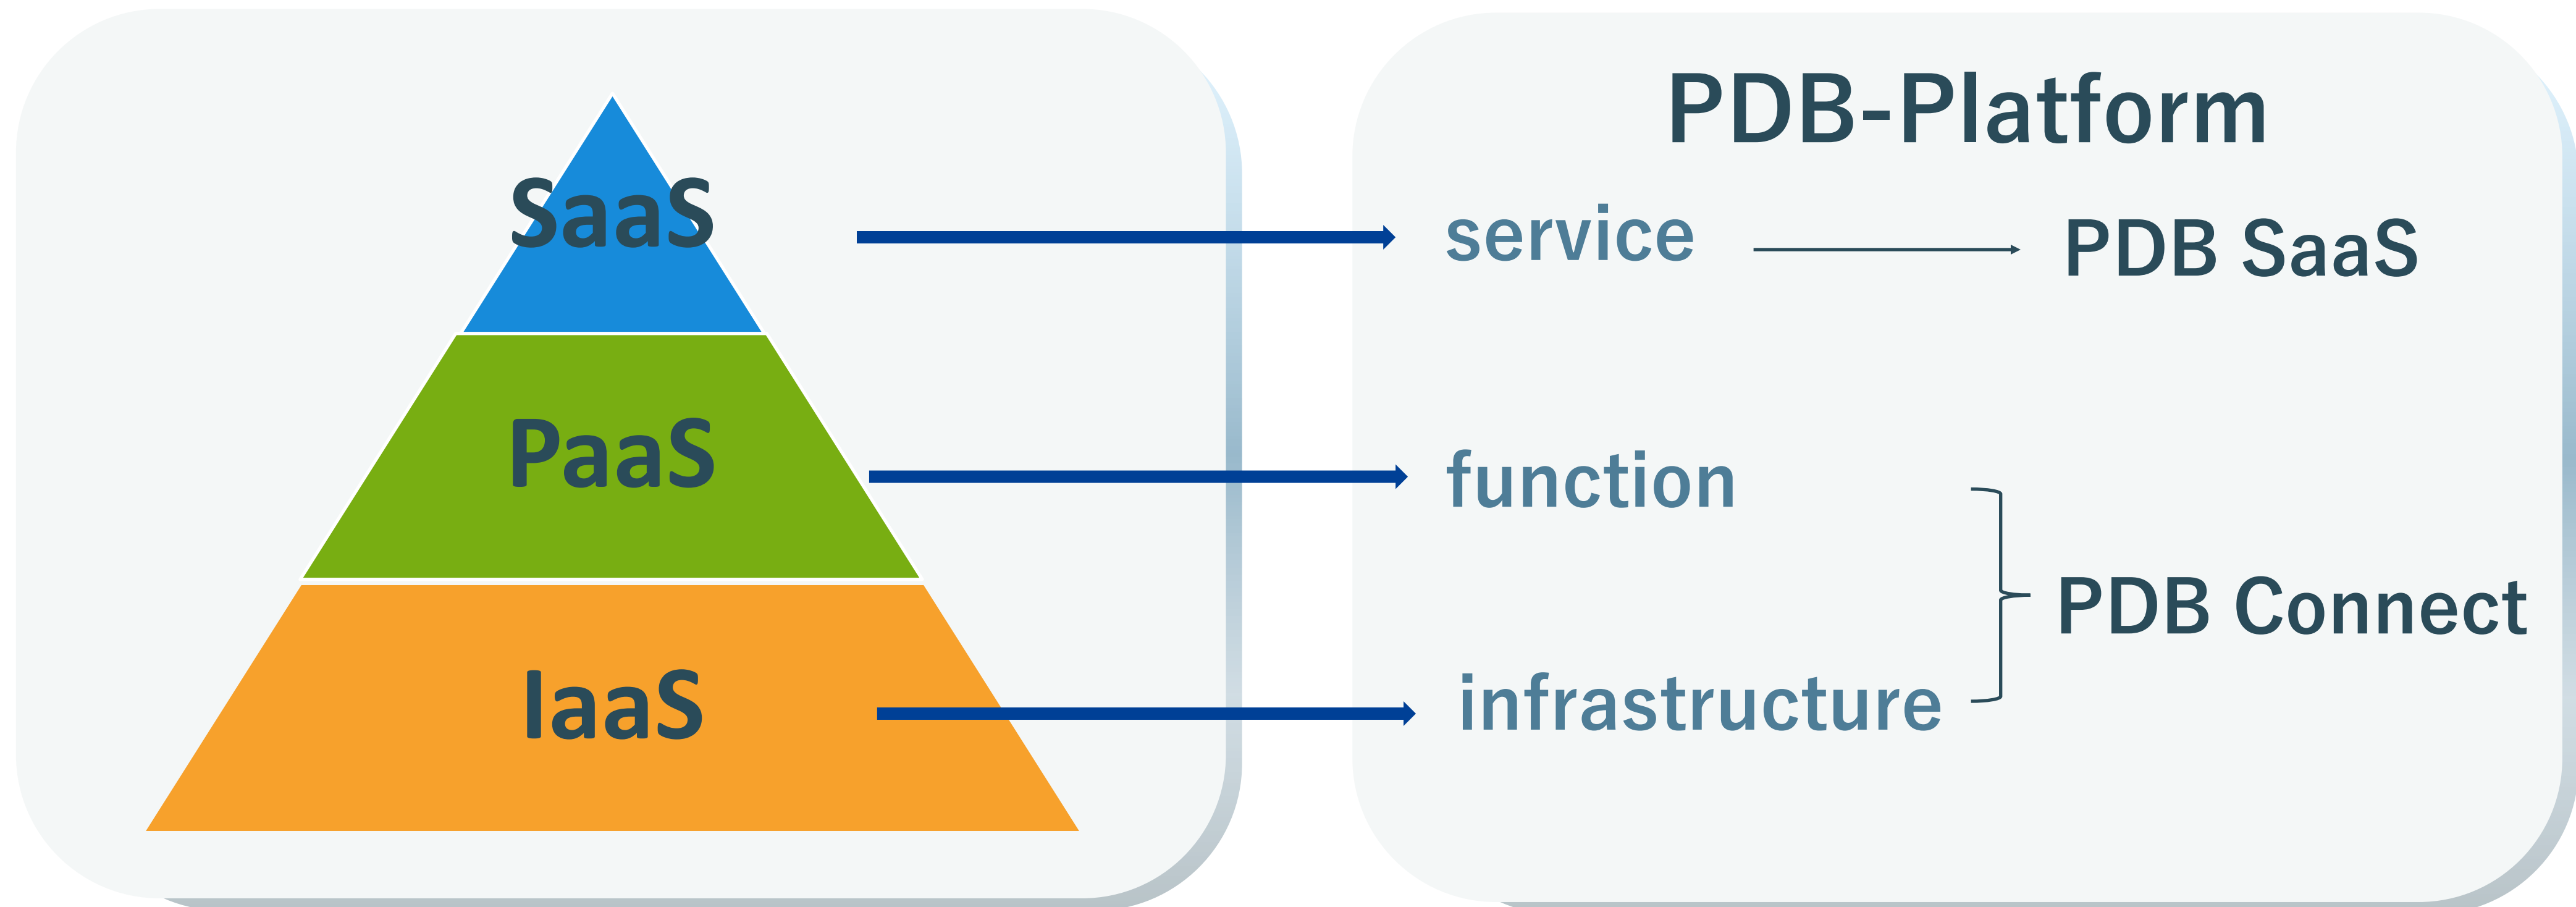 SaaS
PaaS
IaaS
PDB-Platform
service
PDB SaaS
function
PDB Connect
infrastructure